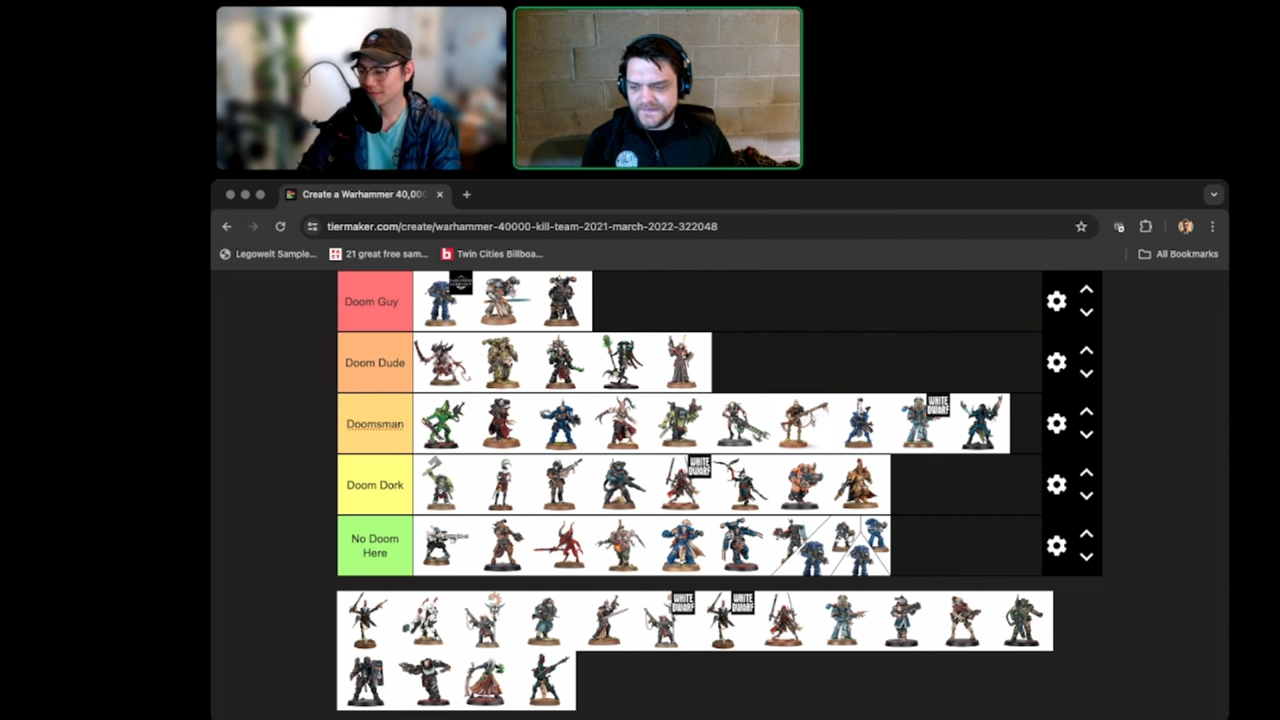 Create a Warhammer 40,00
tiermaker.com/create/warhammer-40000-kill-team-2021-march-2022-322048
Legowelt Sample...
21 great free sam...
Twin Cities Billboa...
All Bookmarks
Doom Guy
Doom Dude
Doomsman
WHITE DWARF
Doom Dork
WHITE DWARF
No Doom
Here
WHITE DWARF
WHITE DWARF